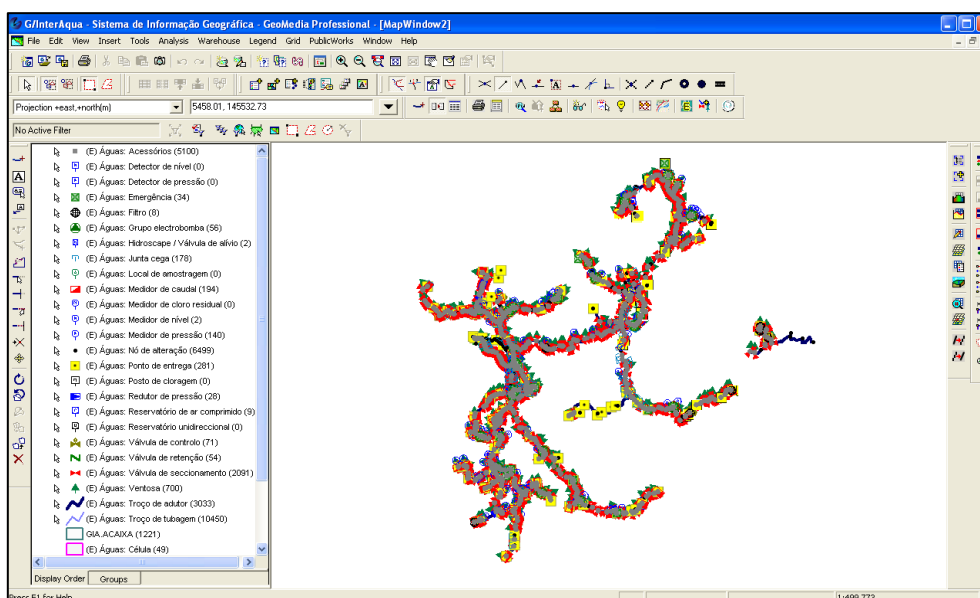 G/InterAqua - Sistema de Informação Geográfica - GeoMedia Professional - [MapWindow2]
File Edit View Insert Tools Analysis Warehouse Legend Grid PublicWorks Window Help
Projection +east,+north(m)
5458.01, 145532.73
No Active Filter
(E) Águas: Acessórios (5100)
(E) Águas: Detector de nível (0)
(E) Águas: Detector de pressão (0)
(E) Águas: Emergência (34)
(E) Águas: Filtro (8)
(E) Águas: Grupo electrobomba (56)
(E) Águas: Hidroscape / Válvula de alívio (2)
(E) Águas: Junta cega (178)
(E) Águas: Local de amostragem (0)
(E) Águas: Medidor de caudal (194)
(E) Águas: Medidor de cloro residual (0)
(E) Águas: Medidor de nível (2)
(E) Águas: Medidor de pressão (140)
(E) Águas: Nó de alteração (6499)
(E) Águas: Ponto de entrega (281)
(E) Águas: Posto de cloragem (0)
(E) Águas: Redutor de pressão (28)
(E) Águas: Reservatório de ar comprimido (9)
(E) Águas: Reservatório unidireccional (0)
(E) Águas: Válvula de controlo (71)
(E) Águas: Válvula de retenção (54)
(E) Águas: Válvula de seccionamento (2091)
(E) Águas: Ventosa (700)
(E) Águas: Troço de adutor (3033)
(E) Águas: Troço de tubagem (10450)
GIA.ACAIXA (1221)
(E) Águas: Célula (49)
Display Order Groups
Press F1 for Help
1:499.773